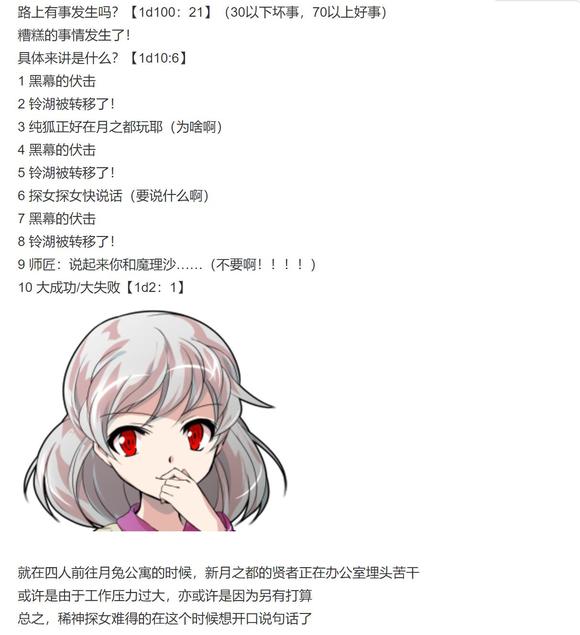 路上有事发生吗？【1d100：21】（30以下坏事，70以上好事）
糟糕的事情发生了！
具体来讲是什么？【1d10:6】
1 黑幕的伏击
2 铃湖被转移了！
3 纯狐正好在月之都玩耶（为啥啊）
4 黑幕的伏击
5 铃湖被转移了！
6 探女探女快说话（要说什么啊）
7 黑幕的伏击
8 铃湖被转移了！
9 师匠：说起来你和魔理沙……（不要啊！！！！）
10 大成功/大失败【1d2：1】
就在四人前往月兔公寓的时候，新月之都的贤者正在办公室埋头苦干
或许是由于工作压力过大，亦或许是因为另有打算
总之，稀神探女难得的在这个时候想开口说句话了